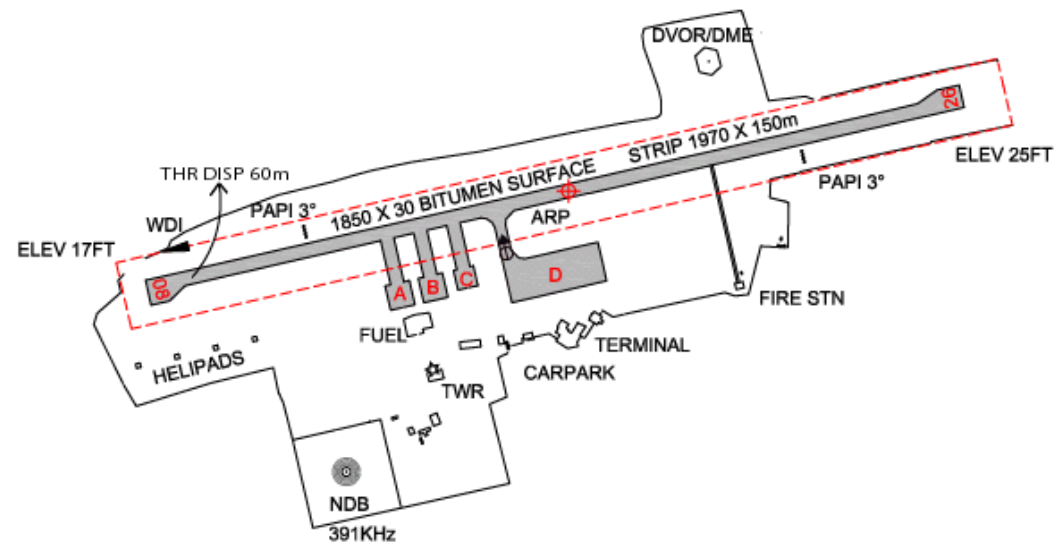 DVOR/DME
26
STRIP 1970 X 150m
ELEV 25FT
THR DISP 60m
PAPI 3°
1850 X 30 BITUMEN SURFACE
PAPI 3°
WDI
ARP
ELEV 17FT
08
A
B
C
D
FIRE STN
FUEL
TERMINAL
HELIPADS
CARPARK
TWR
NDB
391KHz